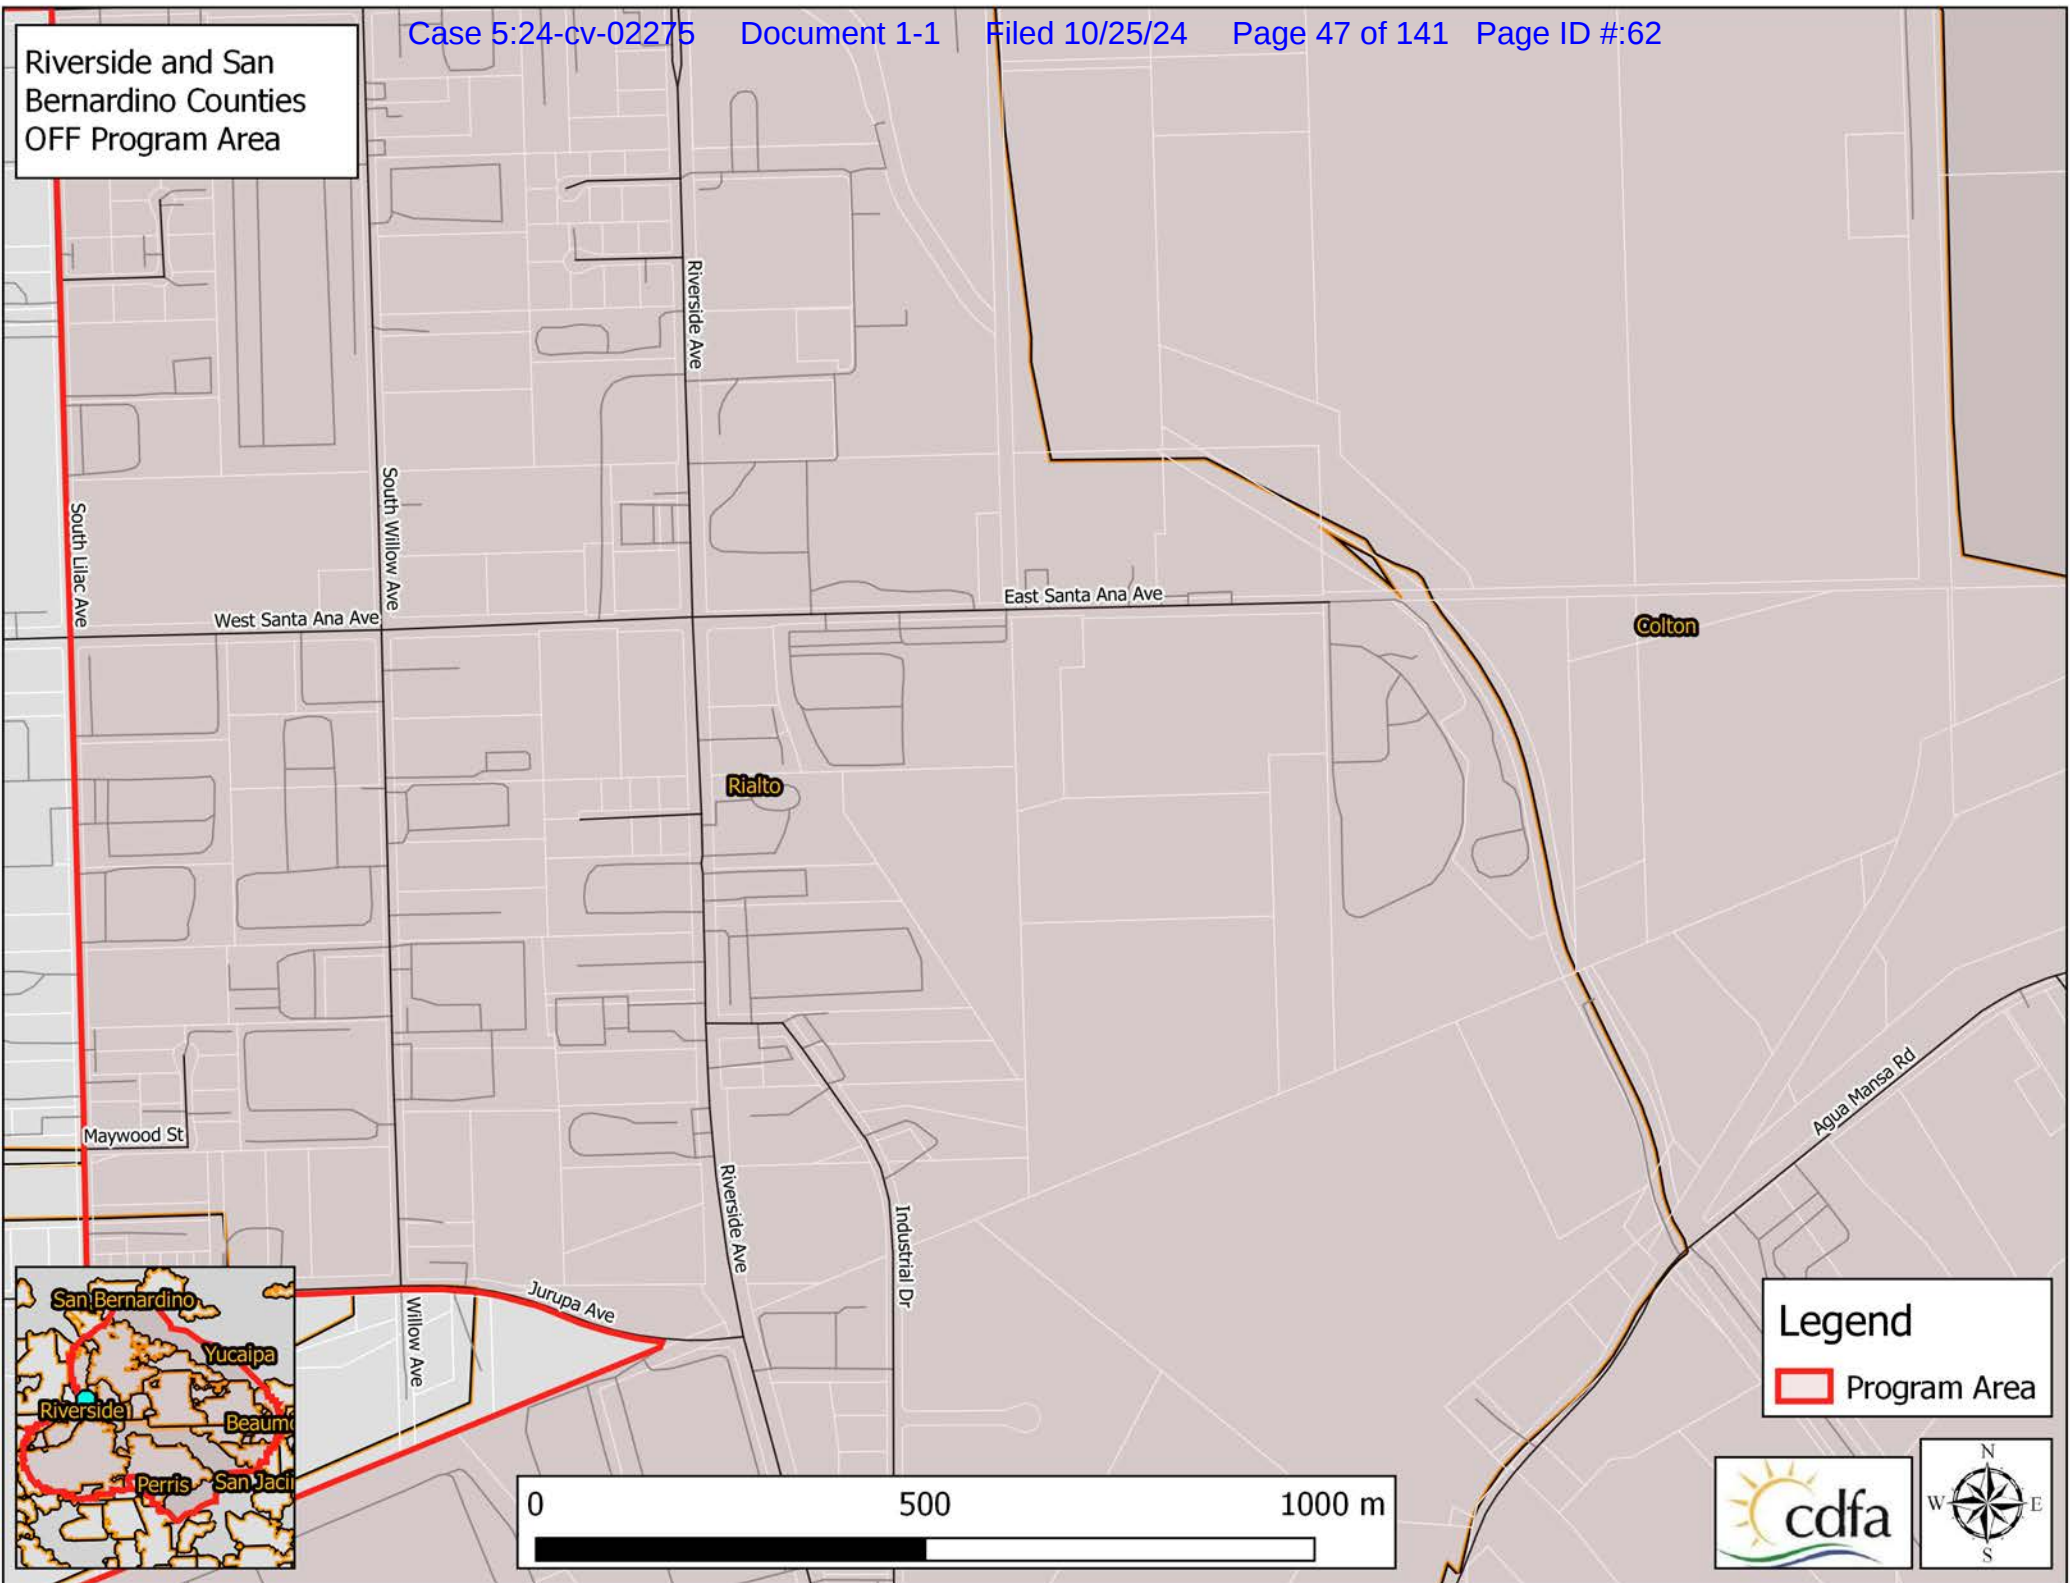 Case 5:24-cv-02275 Document 1-1 Filed 10/25/24 Page 47 of 141 Page ID #:62
Riverside and San
Bernardino Counties
OFF Program Area
Riverside Ave
South Willow Ave
South Lilac Ave
West Santa Ana Ave
East Santa Ana Ave
Colton
Rialto
Agua Mansa Rd
Maywood St
Riverside Ave
Industrial Dr
Jurupa Ave
Willow Ave
San Bernardino
Yucaipa
Riverside
Beaumo
Perris
San Jacii
Legend
Program Area
0 500 1000 m
cdfa
N
W E
S